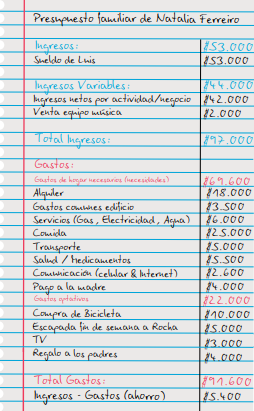 Presupuesto familiar de Natalia Ferreiro
Ingresos: $53.000
Sueldo de Luis $53.000
Ingresos Variables: $44.000
Ingresos netos por actividad/negocio $42.000
Venta equipo música $2.000
Total Ingresos: $97.000
Gastos:
Gastos de hogar necesarios (necesidades) $69.600
Alquiler $18.000
Gastos comunes edificio $3.500
Servicios (Gas, Electricidad, Agua) $6.000
Comida $25.000
Transporte $5.000
Salud / Medicamentos $5.500
Comunicación (celular & Internet) $2.600
Pago a la madre $4.000
Gastos optativos $22.000
Compra de Bicicleta $10.000
Escapada fin de semana a Rocha $5.000
TV $3.000
Regalo a los padres $4.000
Total Gastos: $91.600
Ingresos - Gastos (ahorro) $5.400